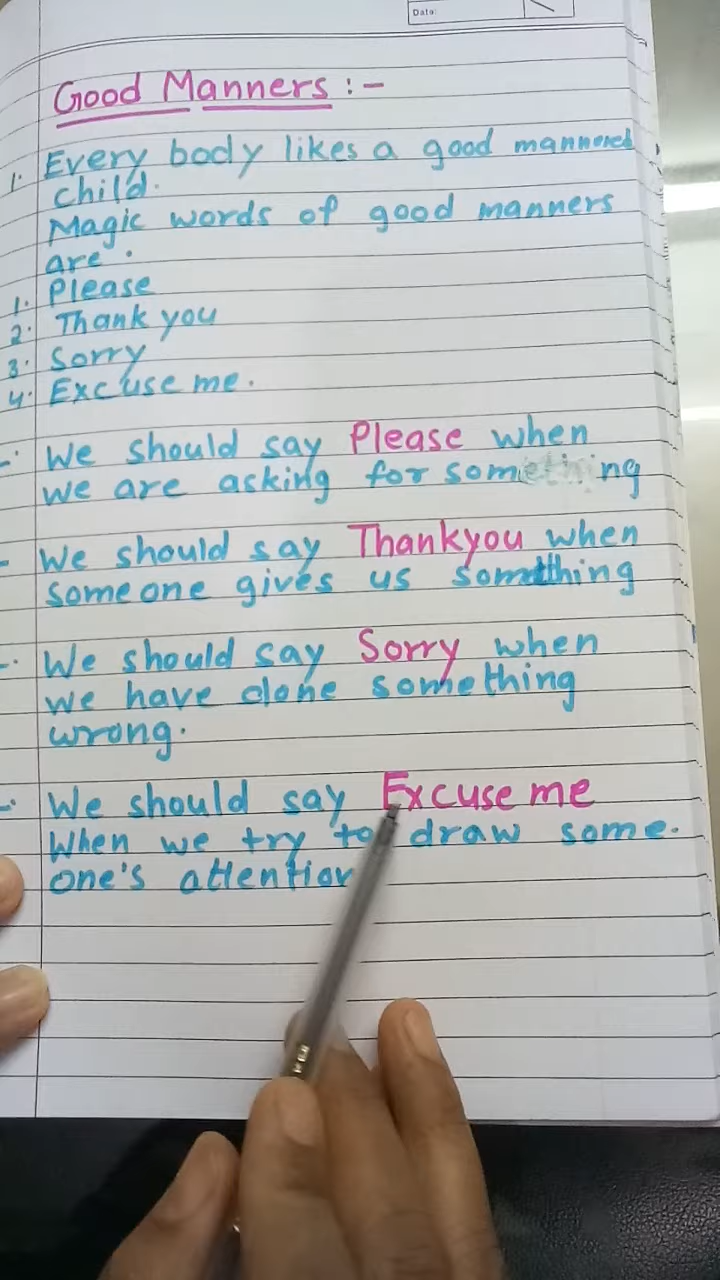 Date:
Good Manners :-
1. Every body likes a good mannered
child.
Magic words of good manners
are.
1. Please
2. Thank you
3. Sorry
4. Excuse me.
-. We should say Please when
we are asking for something
- We should say Thankyou when
someone gives us something
-. We should say Sorry when
we have done something
wrong.
-. We should say Excuse me
When we try to draw some.
one's attention